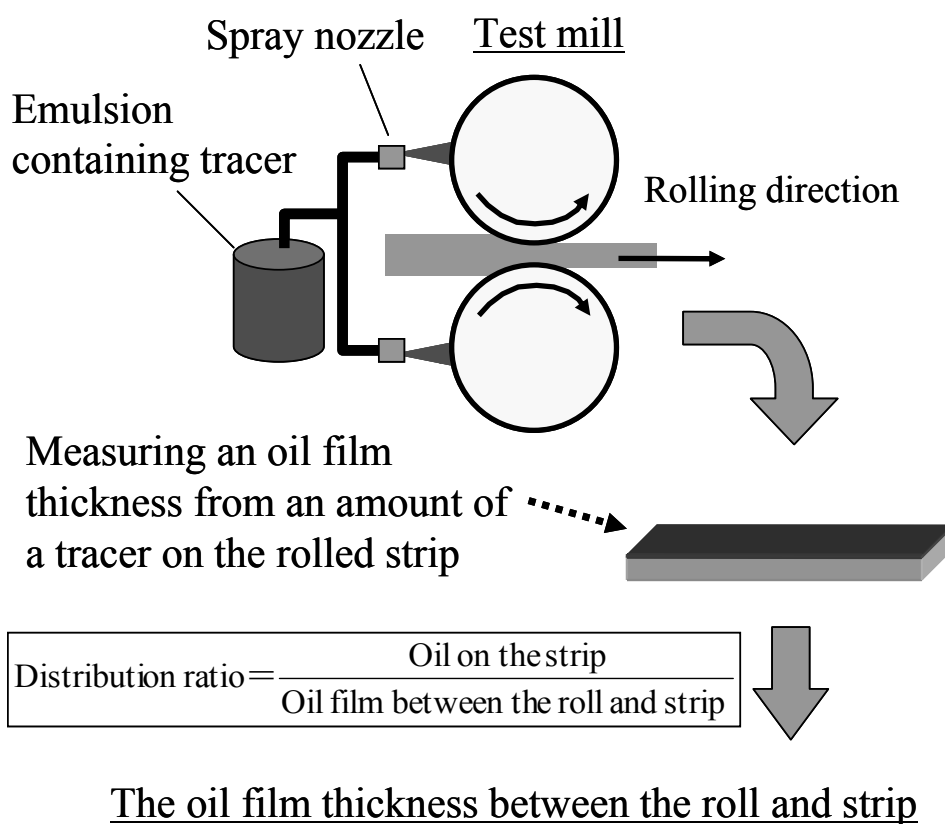 Spray nozzle
Test mill
Emulsion
containing tracer
Rolling direction
Measuring an oil film
thickness from an amount of
a tracer on the rolled strip
Distribution ratio = Oil on the strip
Oil film between the roll and strip
The oil film thickness between the roll and strip